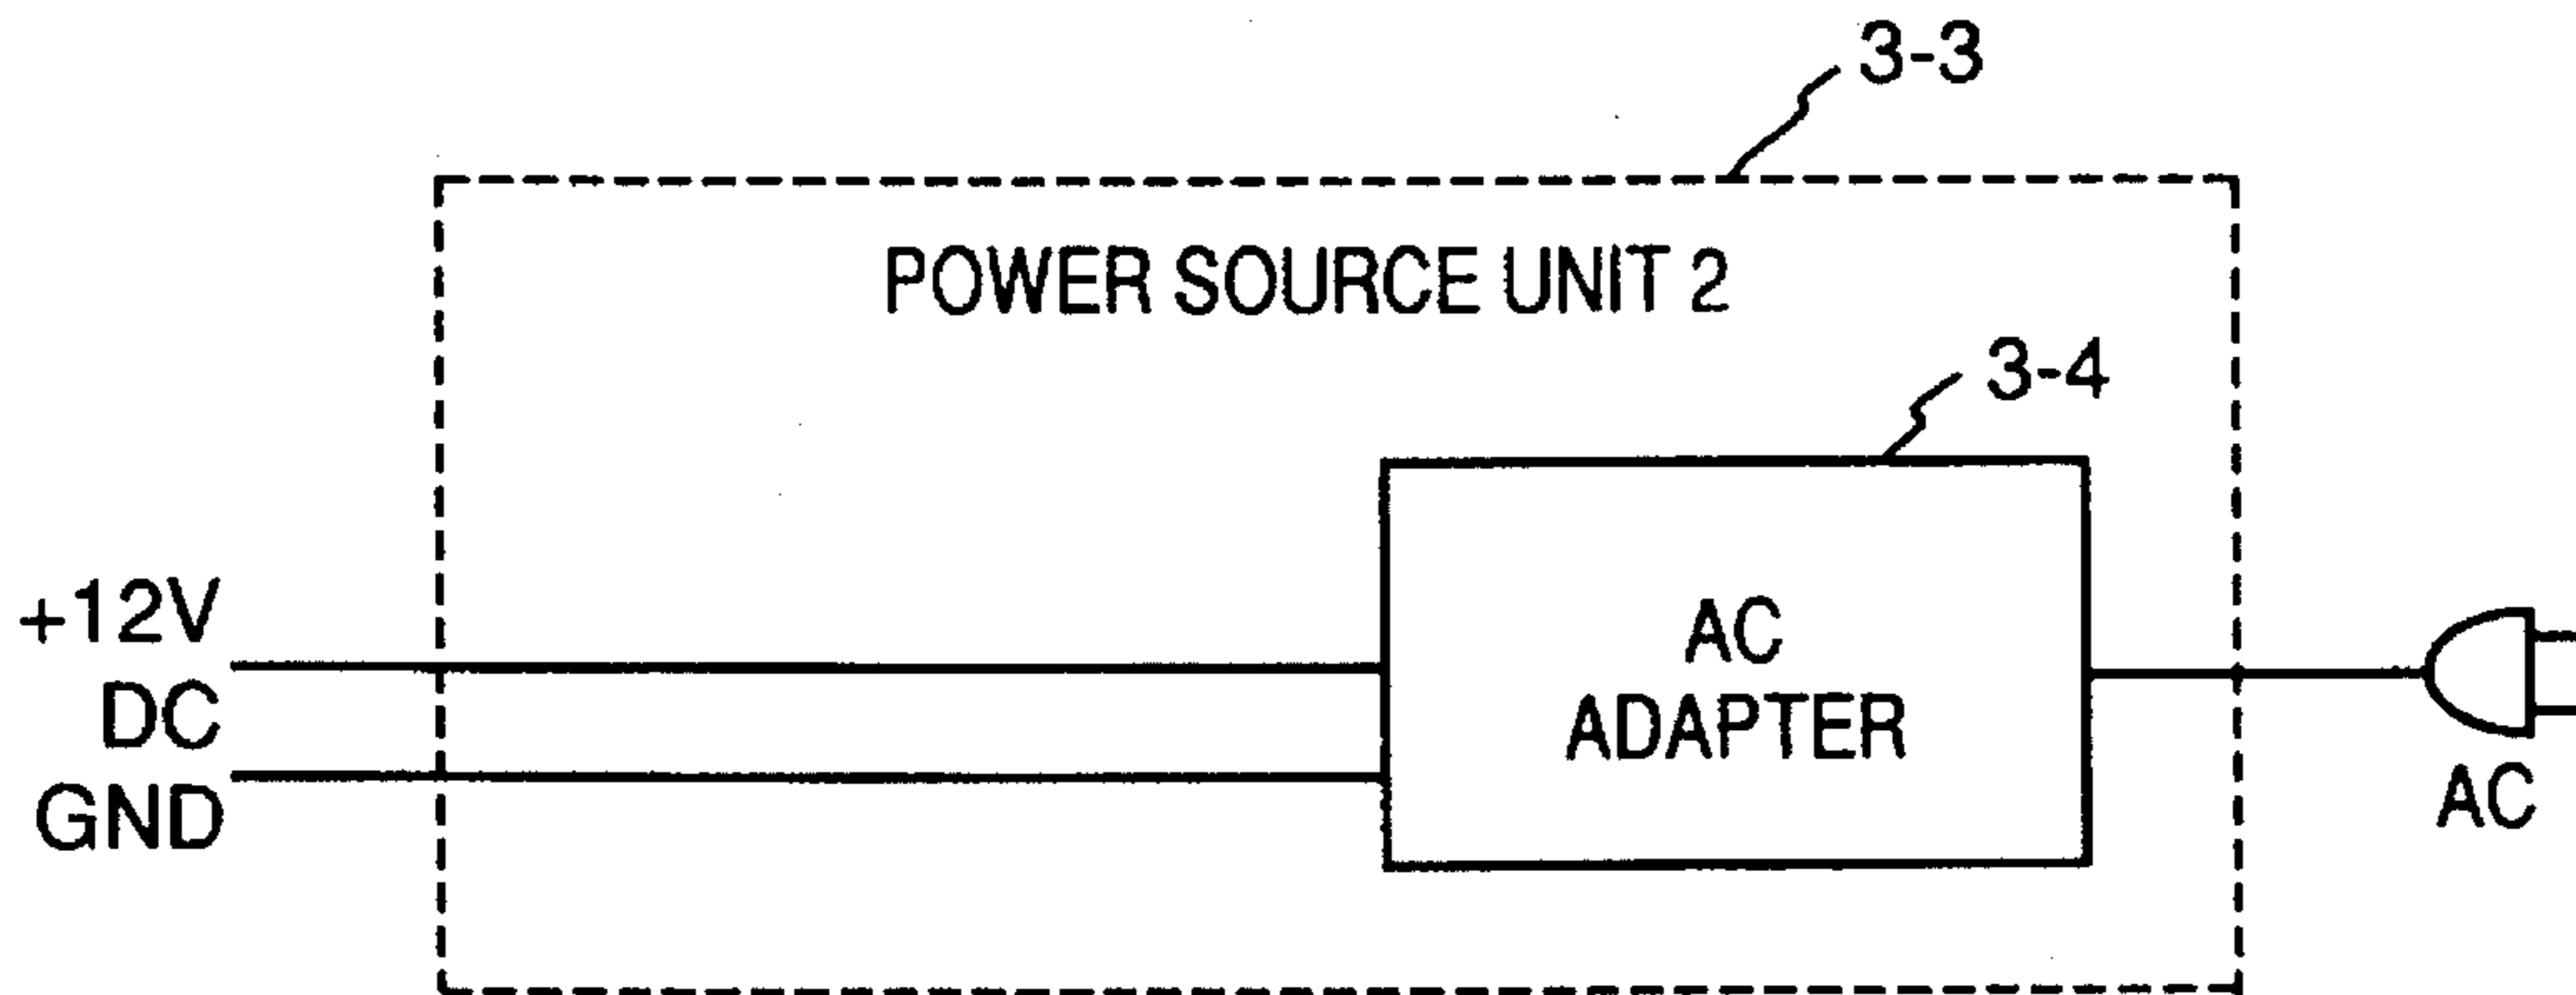 3-3
POWER SOURCE UNIT 2
3-4
+12V
DC
GND
AC
ADAPTER
AC